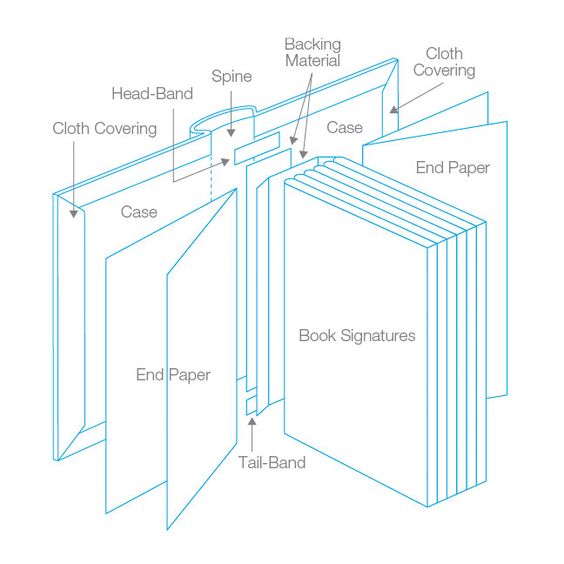 Backing
Material
Cloth
Covering
Spine
Head-Band
Cloth Covering
Case
End Paper
Case
Book Signatures
End Paper
Tail-Band